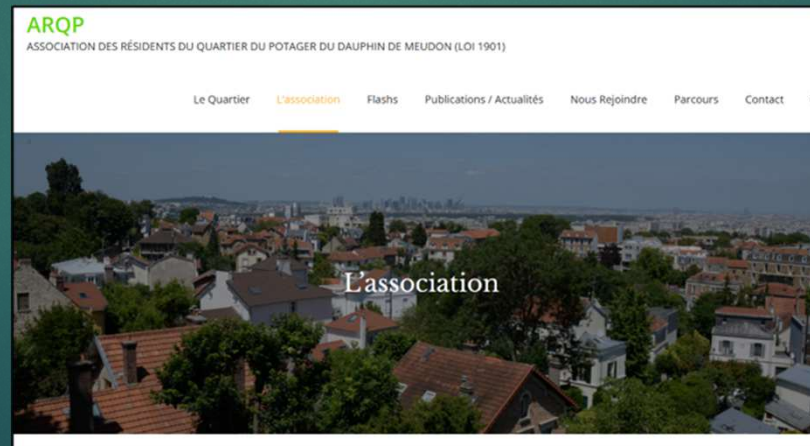 ARQP
ASSOCIATION DES RÉSIDENTS DU QUARTIER DU POTAGER DU DAUPHIN DE MEUDON (LOI 1901)
Le Quartier L'association Flashs Publications / Actualités Nous Rejoindre Parcours Contact
L'association